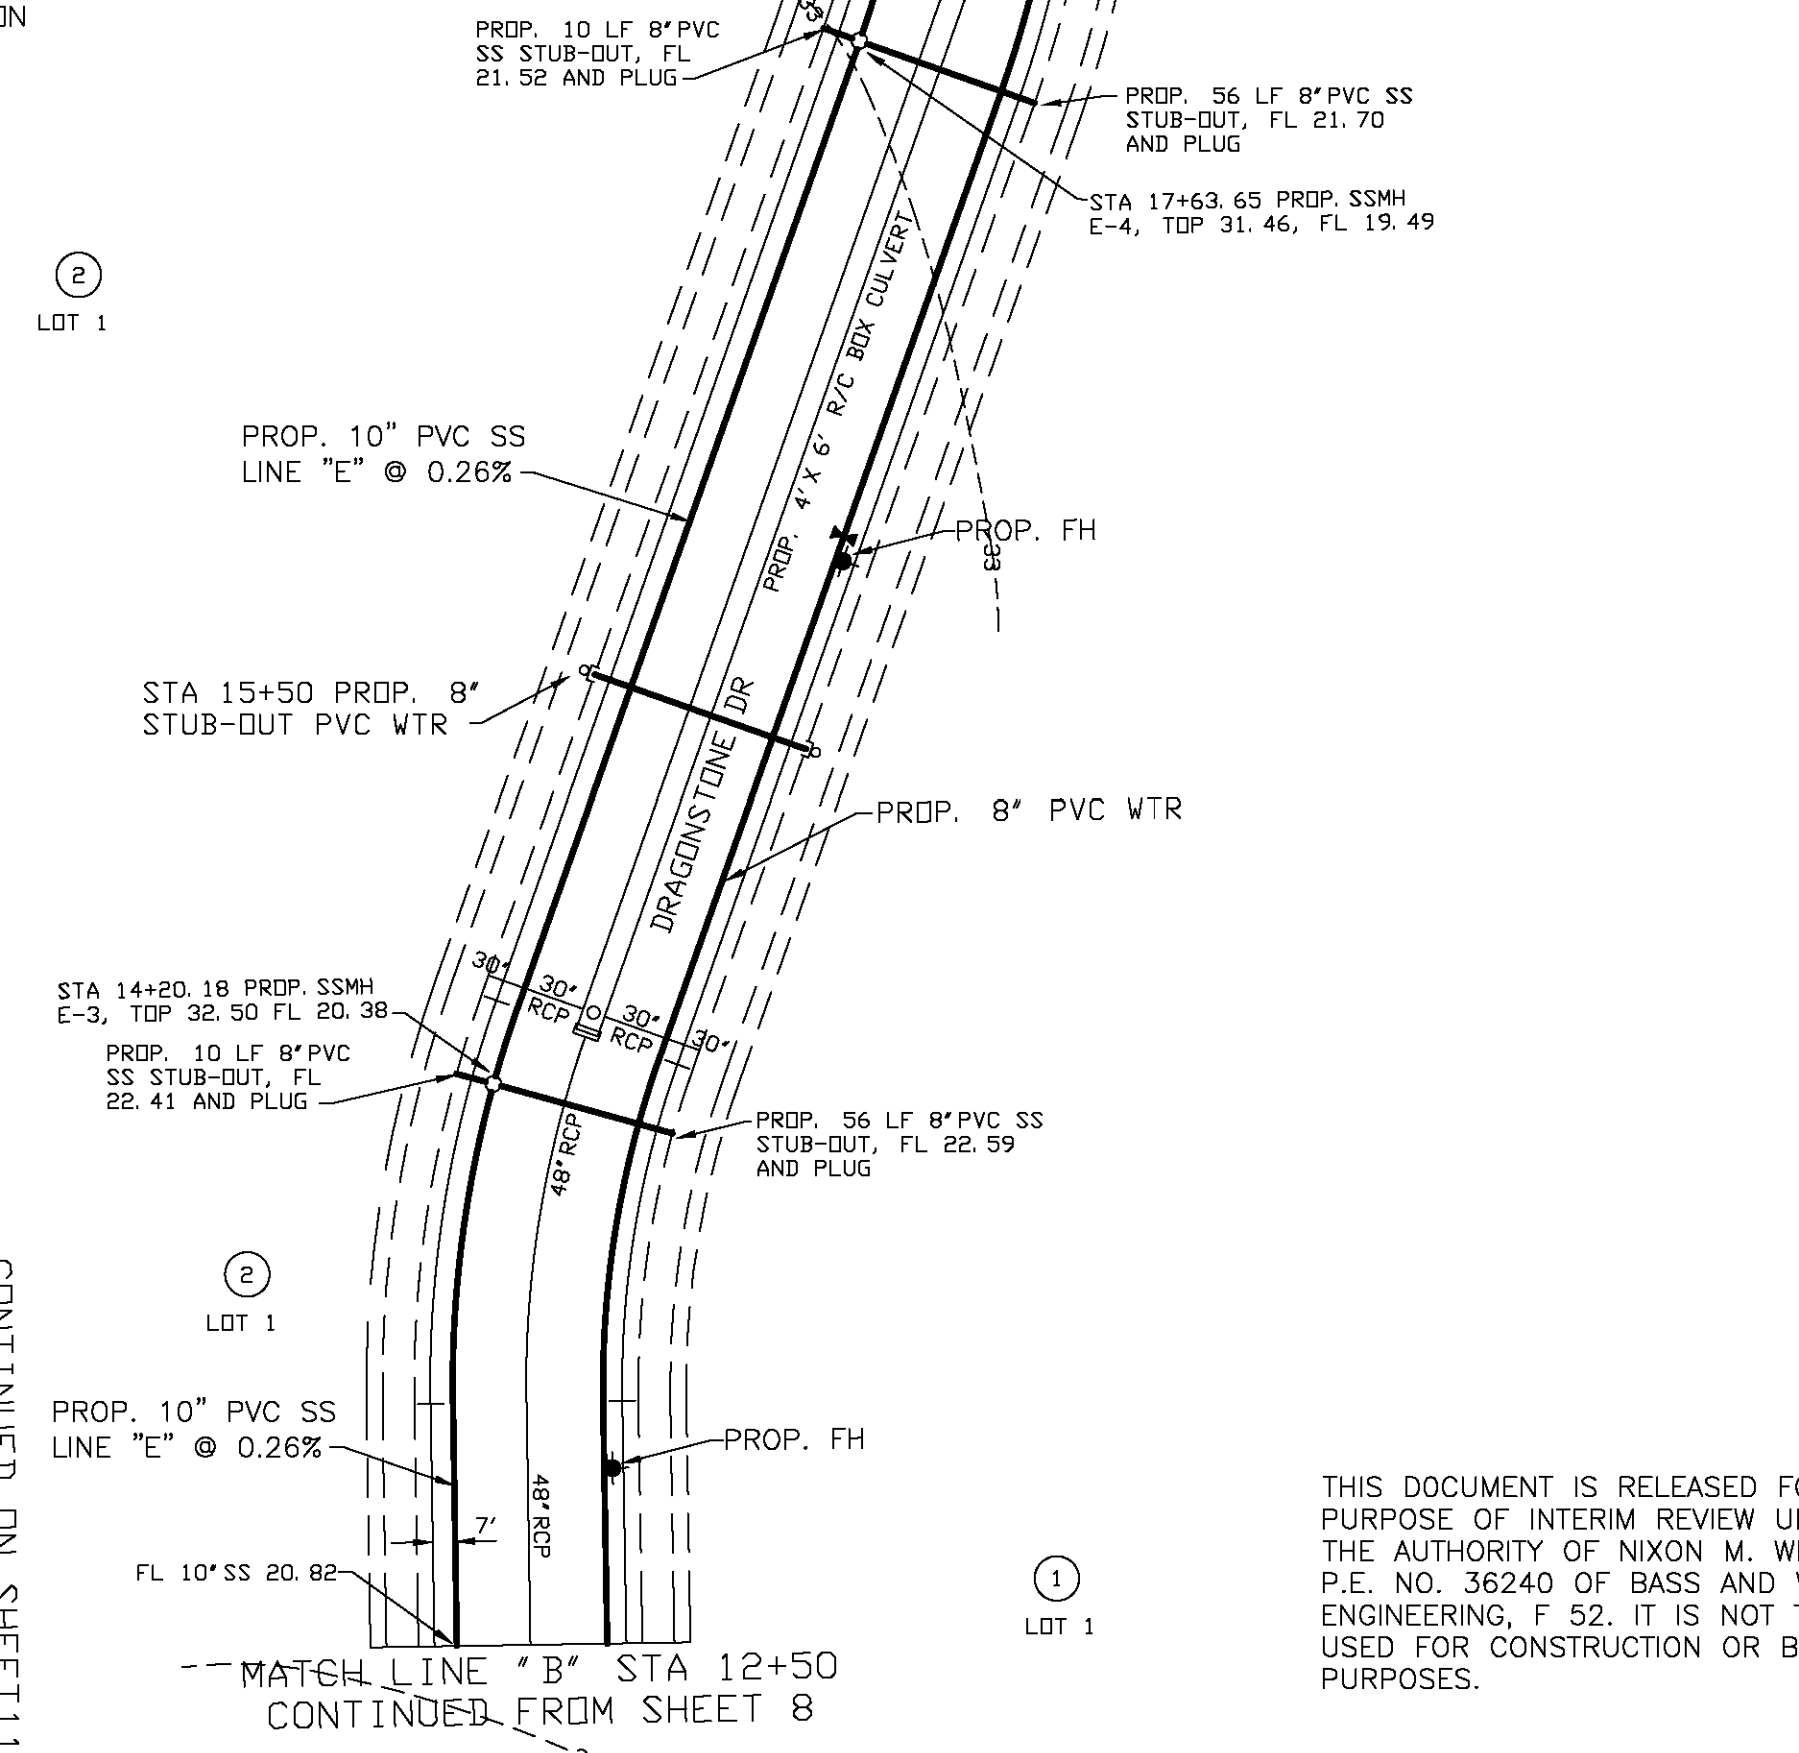 ON
33
PROP. 10 LF 8"PVC
SS STUB-OUT, FL
21.52 AND PLUG
PROP. 56 LF 8"PVC SS
STUB-OUT, FL 21.70
AND PLUG
STA 17+63.65 PROP. SSMH
E-4, TOP 31.46, FL 19.49
2
LOT 1
PROP. 4' X 6' R/C BOX CULVERT
PROP. 10" PVC SS
LINE "E" @ 0.26%
PROP. FH
33
STA 15+50 PROP. 8"
STUB-OUT PVC WTR
DRAGONSTONE DR
PROP. 8" PVC WTR
30"
30"
RCP
30"
RCP
30"
STA 14+20.18 PROP. SSMH
E-3, TOP 32.50 FL 20.38
PROP. 10 LF 8"PVC
SS STUB-OUT, FL
22.41 AND PLUG
48"RCP
PROP. 56 LF 8"PVC SS
STUB-OUT, FL 22.59
AND PLUG
2
LOT 1
CONTINUED ON SHEET11
PROP. 10" PVC SS
LINE "E" @ 0.26%
PROP. FH
48"RCP
7'
FL 10"SS 20.82
1
LOT 1
MATCH LINE "B" STA 12+50
CONTINUED FROM SHEET 8
THIS DOCUMENT IS RELEASED
PURPOSE OF INTERIM REVIEW
THE AUTHORITY OF NIXON M.
P.E. NO. 36240 OF BASS AND
ENGINEERING, F 52. IT IS NOT
USED FOR CONSTRUCTION OR
PURPOSES.